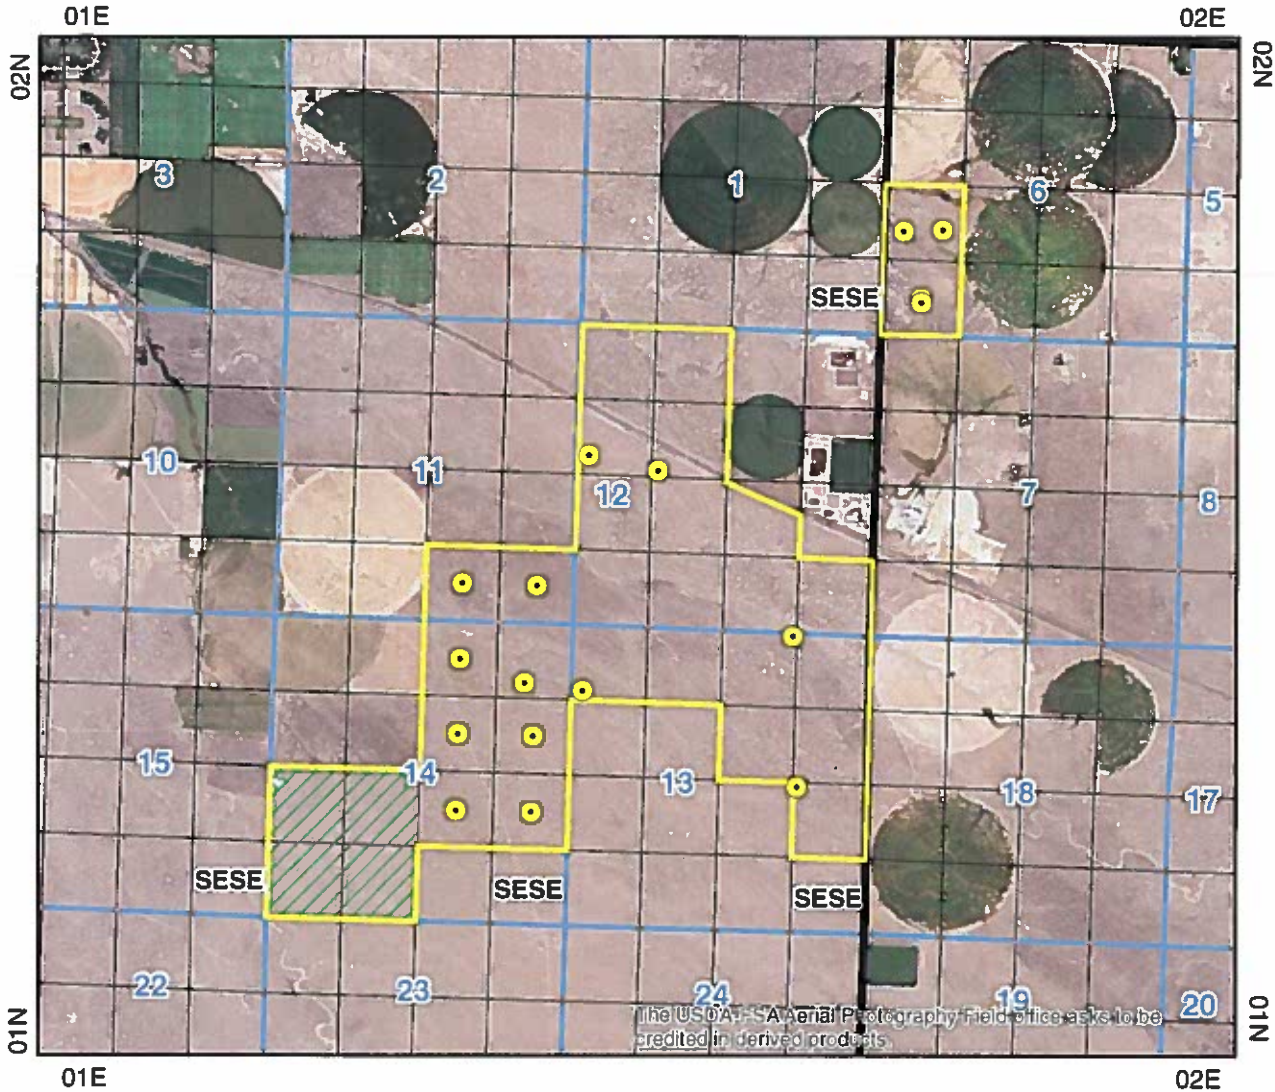 01E
02E
02N
02N
3
2
1
6
5
SESE
10
11
12
7
8
15
14
13
18
17
SESE
SESE
SESE
22
23
24
19
20
The USDA-FSA Aerial Photography Field office asks to be
credited in derived products.
01N
01N
01E
02E